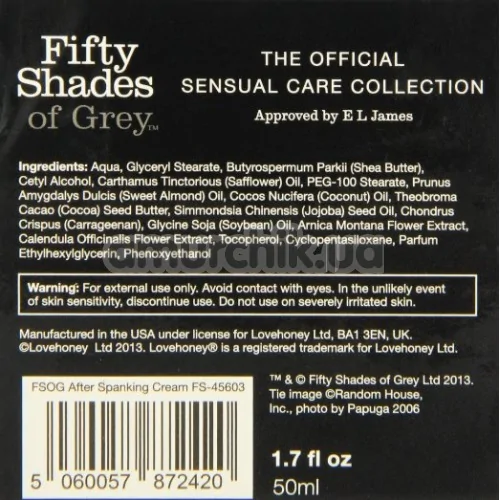 Fifty
Shades
of Grey™
THE OFFICIAL
SENSUAL CARE COLLECTION
Approved by E L James
Ingredients: Aqua, Glyceryl Stearate, Butyrospermum Parkii (Shea Butter),
Cetyl Alcohol, Carthamus Tinctorious (Safflower) Oil, PEG-100 Stearate, Prunus
Amygdalys Dulcis (Sweet Almond) Oil, Cocos Nucifera (Coconut) Oil, Theobroma
Cacao (Cocoa) Seed Butter, Simmondsia Chinensis (Jojoba) Seed Oil, Chondrus
Crispus (Carrageenan), Glycine Soja (Soybean) Oil, Arnica Montana Flower Extract,
Calendula Officinalis Flower Extract, Tocopherol, Cyclopentasiloxane, Parfum
Ethylhexylglycerin, Phenoxyethanol
Warning: For external use only. Avoid contact with eyes. In the unlikely event
of skin sensitivity, discontinue use. Do not use on severely irritated skin.
Manufactured in the USA under license for Lovehoney Ltd, BA1 3EN, UK.
©Lovehoney Ltd 2013. Lovehoney® is a registered trademark for Lovehoney Ltd.
FSOG After Spanking Cream FS-45603
5 060057 872420
™ & © Fifty Shades of Grey Ltd 2013.
Tie image ©Random House,
Inc., photo by Papuga 2006
1.7 fl oz
50ml